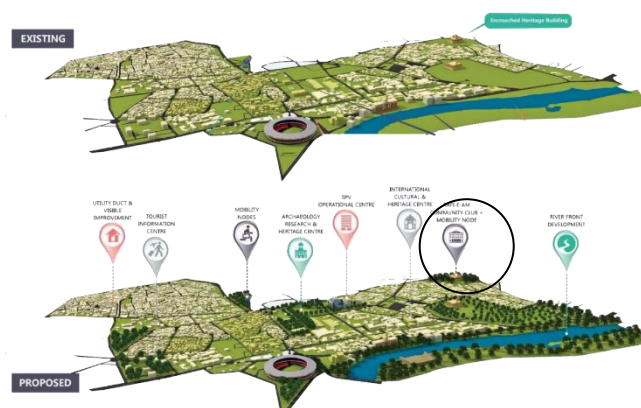 EXISTING
Encroached Heritage Building
UTILITY DUCT &
VISIBLE
IMPROVEMENT
TOURIST
INFORMATION
CENTRE
MOBILITY
NODES
ARCHAEOLOGY
RESEARCH &
HERITAGE CENTRE
SPV
OPERATIONAL CENTRE
INTERNATIONAL
CULTURAL &
HERITAGE CENTRE
COMMUNITY CLUB +
MOBILITY NODE
RIVER FRONT
DEVELOPMENT
PROPOSED